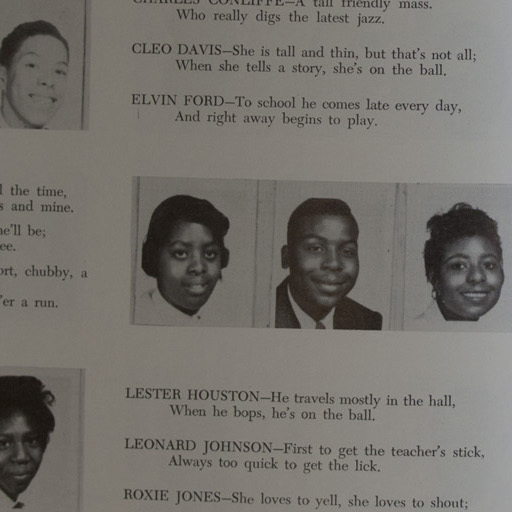 CHARLES CONLIFFE—A tall friendly mass.
Who really digs the latest jazz.
CLEO DAVIS—She is tall and thin, but that's not all;
When she tells a story, she's on the ball.
ELVIN FORD—To school he comes late every day,
And right away begins to play.
the time,
and mine.
he'll be;
ort, chubby, a
'er a run.
LESTER HOUSTON—He travels mostly in the hall,
When he bops, he's on the ball.
LEONARD JOHNSON—First to get the teacher's stick,
Always too quick to get the lick.
ROXIE JONES—She loves to yell, she loves to shout;